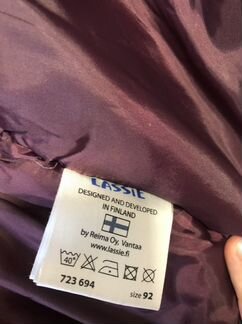 LASSIE
DESIGNED AND DEVELOPED
IN FINLAND
by Reima Oy, Vantaa
www.lassie.fi
40°
723 694 size 92